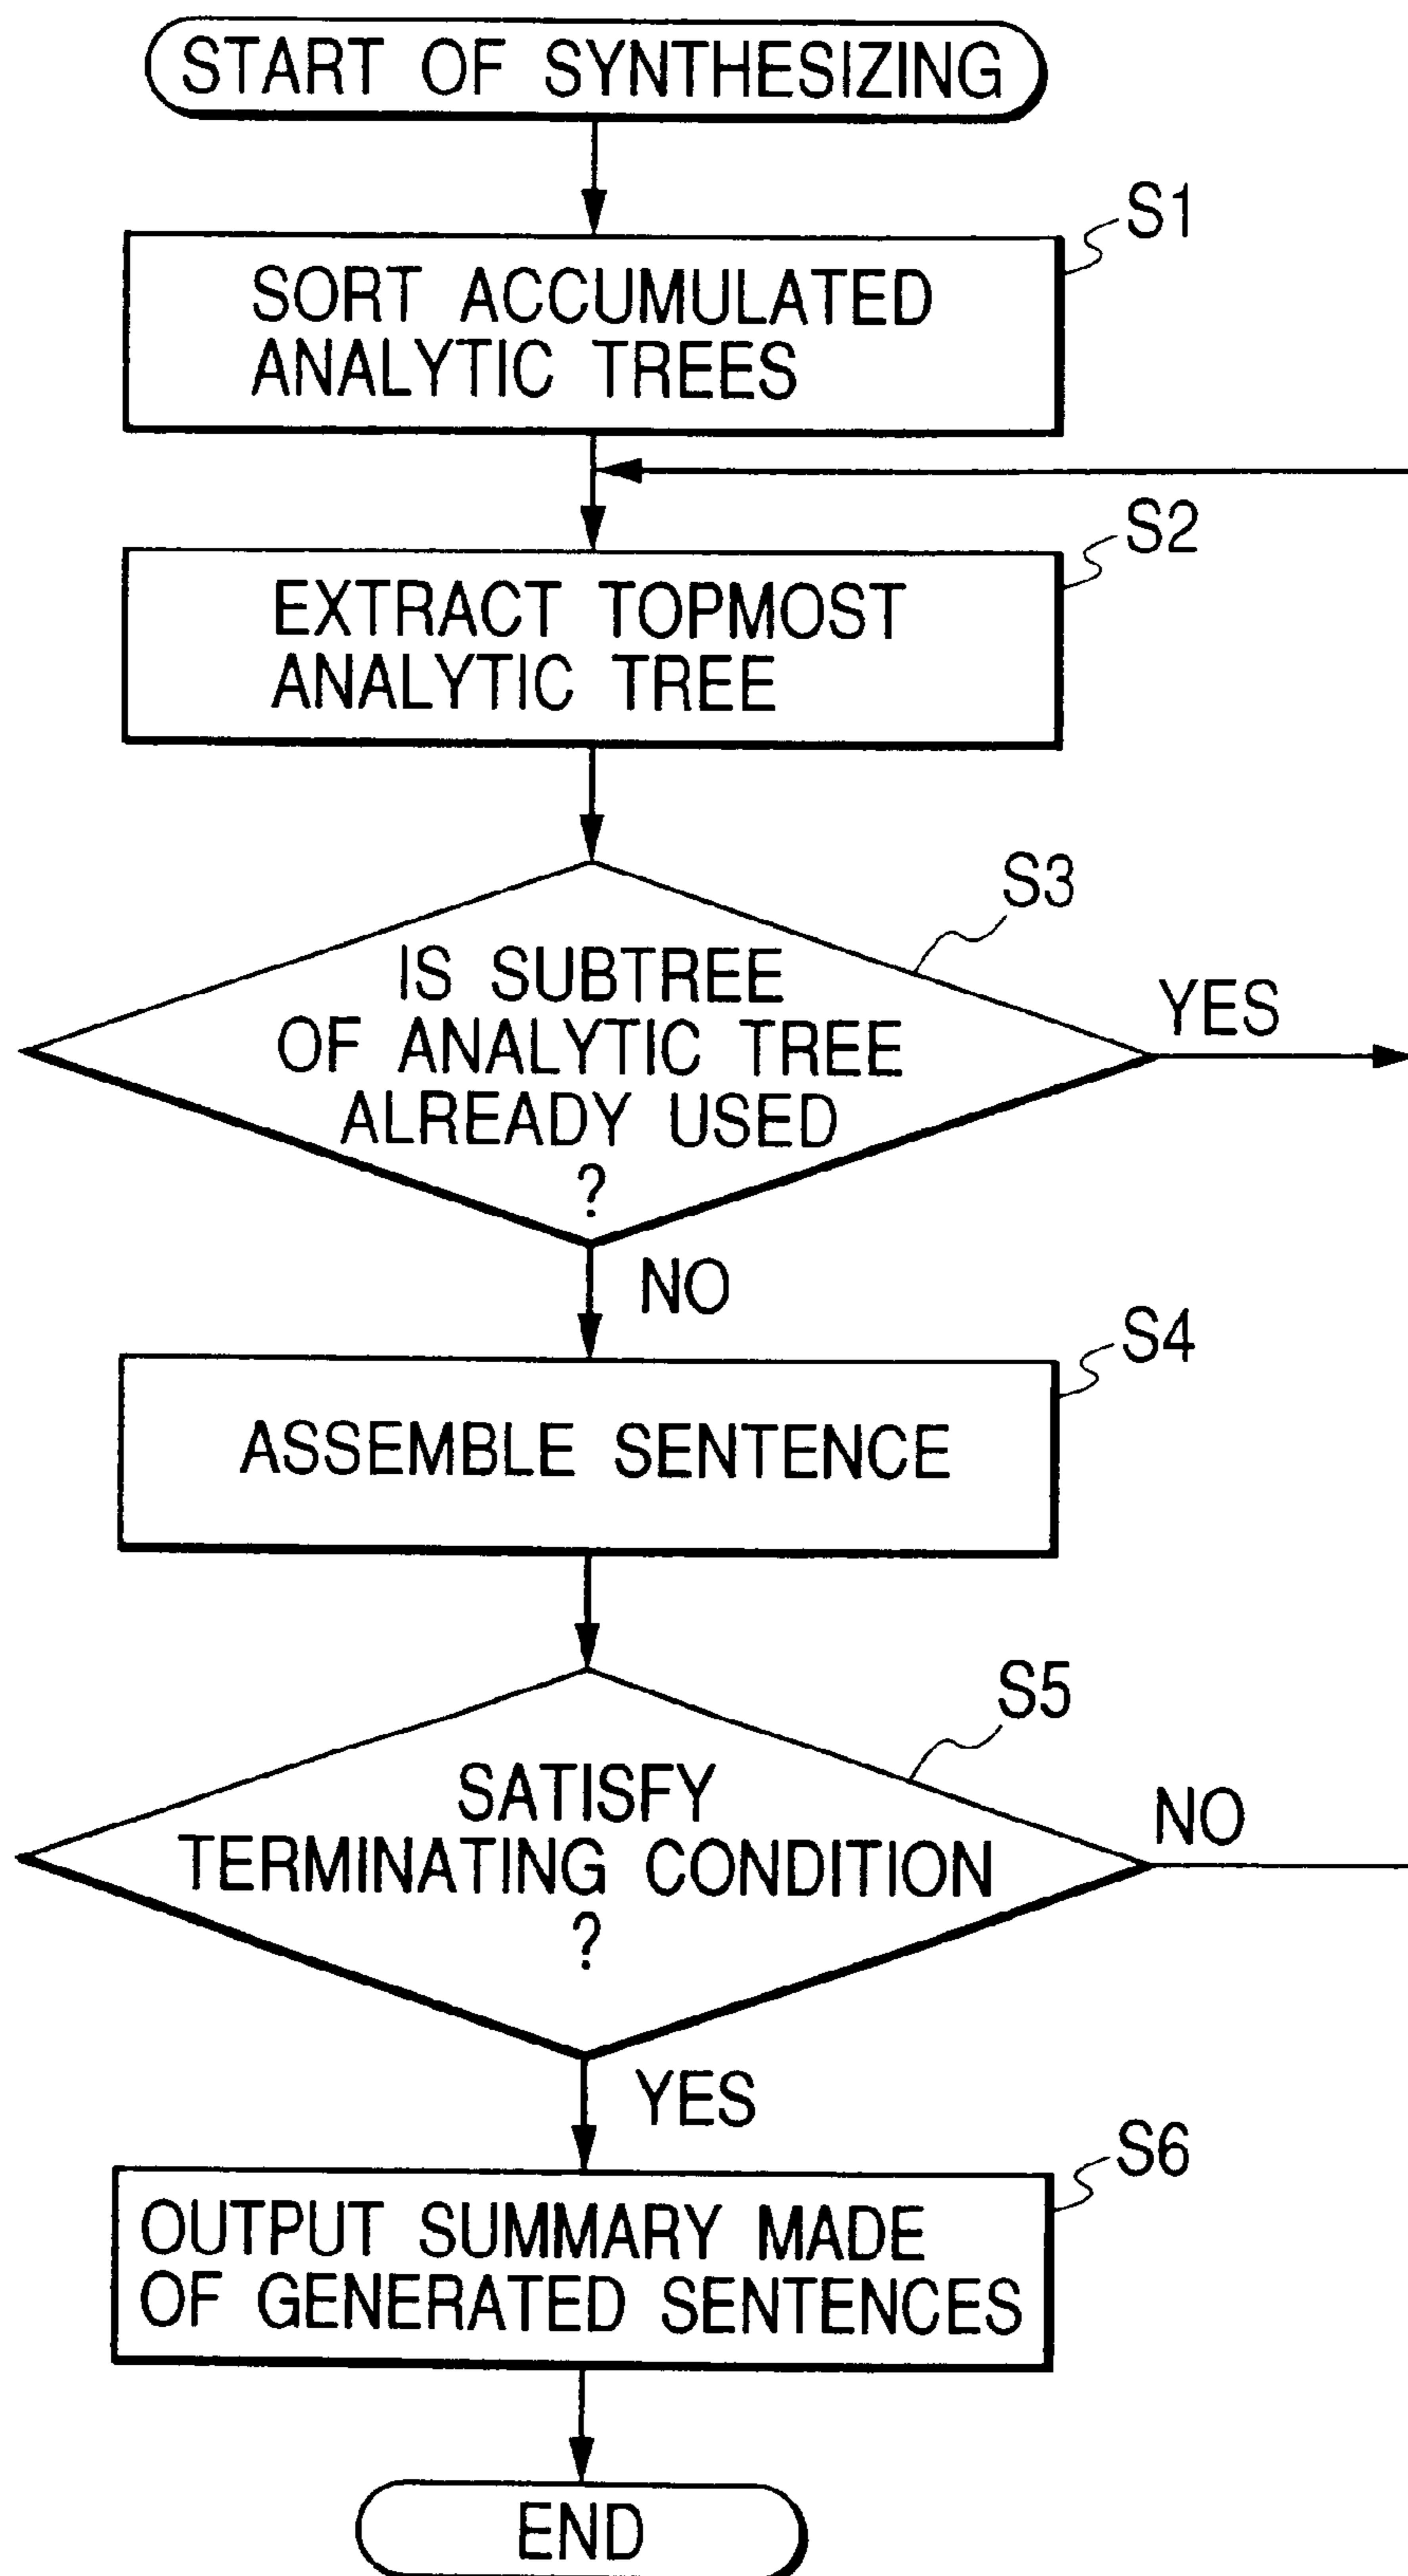 START OF SYNTHESIZING
S1
SORT ACCUMULATED
ANALYTIC TREES
S2
EXTRACT TOPMOST
ANALYTIC TREE
S3
IS SUBTREE
OF ANALYTIC TREE
ALREADY USED
?
YES
NO
S4
ASSEMBLE SENTENCE
S5
SATISFY
TERMINATING CONDITION
?
NO
YES
S6
OUTPUT SUMMARY MADE
OF GENERATED SENTENCES
END